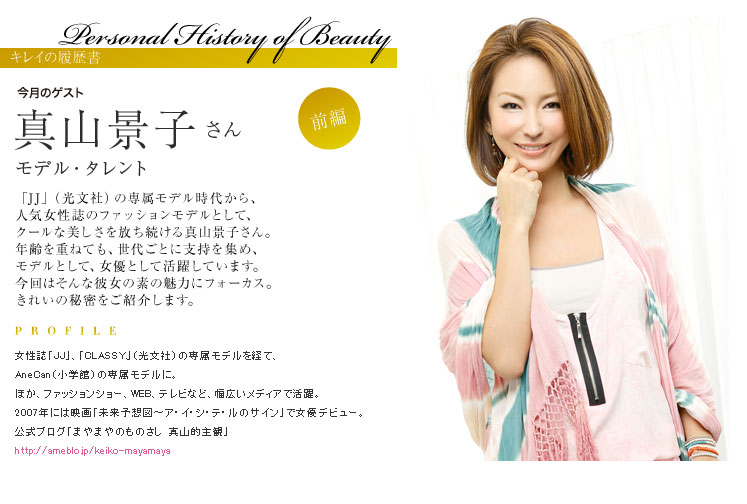 Personal History of Beauty
キレイの履歴書
今月のゲスト
真山景子 さん
前編
モデル・タレント
「JJ」(光文社)の専属モデル時代から、
人気女性誌のファッションモデルとして、
クールな美しさを放ち続ける真山景子さん。
年齢を重ねても、世代ごとに支持を集め、
モデルとして、女優として活躍しています。
今回はそんな彼女の素の魅力にフォーカス。
きれいの秘密をご紹介します。
PROFILE
女性誌「JJ」、「CLASSY」(光文社)の専属モデルを経て、
AneCan(小学館)の専属モデルに。
ほか、ファッションショー、WEB、テレビなど、幅広いメディアで活躍。
2007年には映画「未来予想図～ア・イ・シ・テ・ルのサイン」で女優デビュー。
公式ブログ「まやまやのものさし 真山的主観」
http://ameblo.jp/keiko-mayamaya